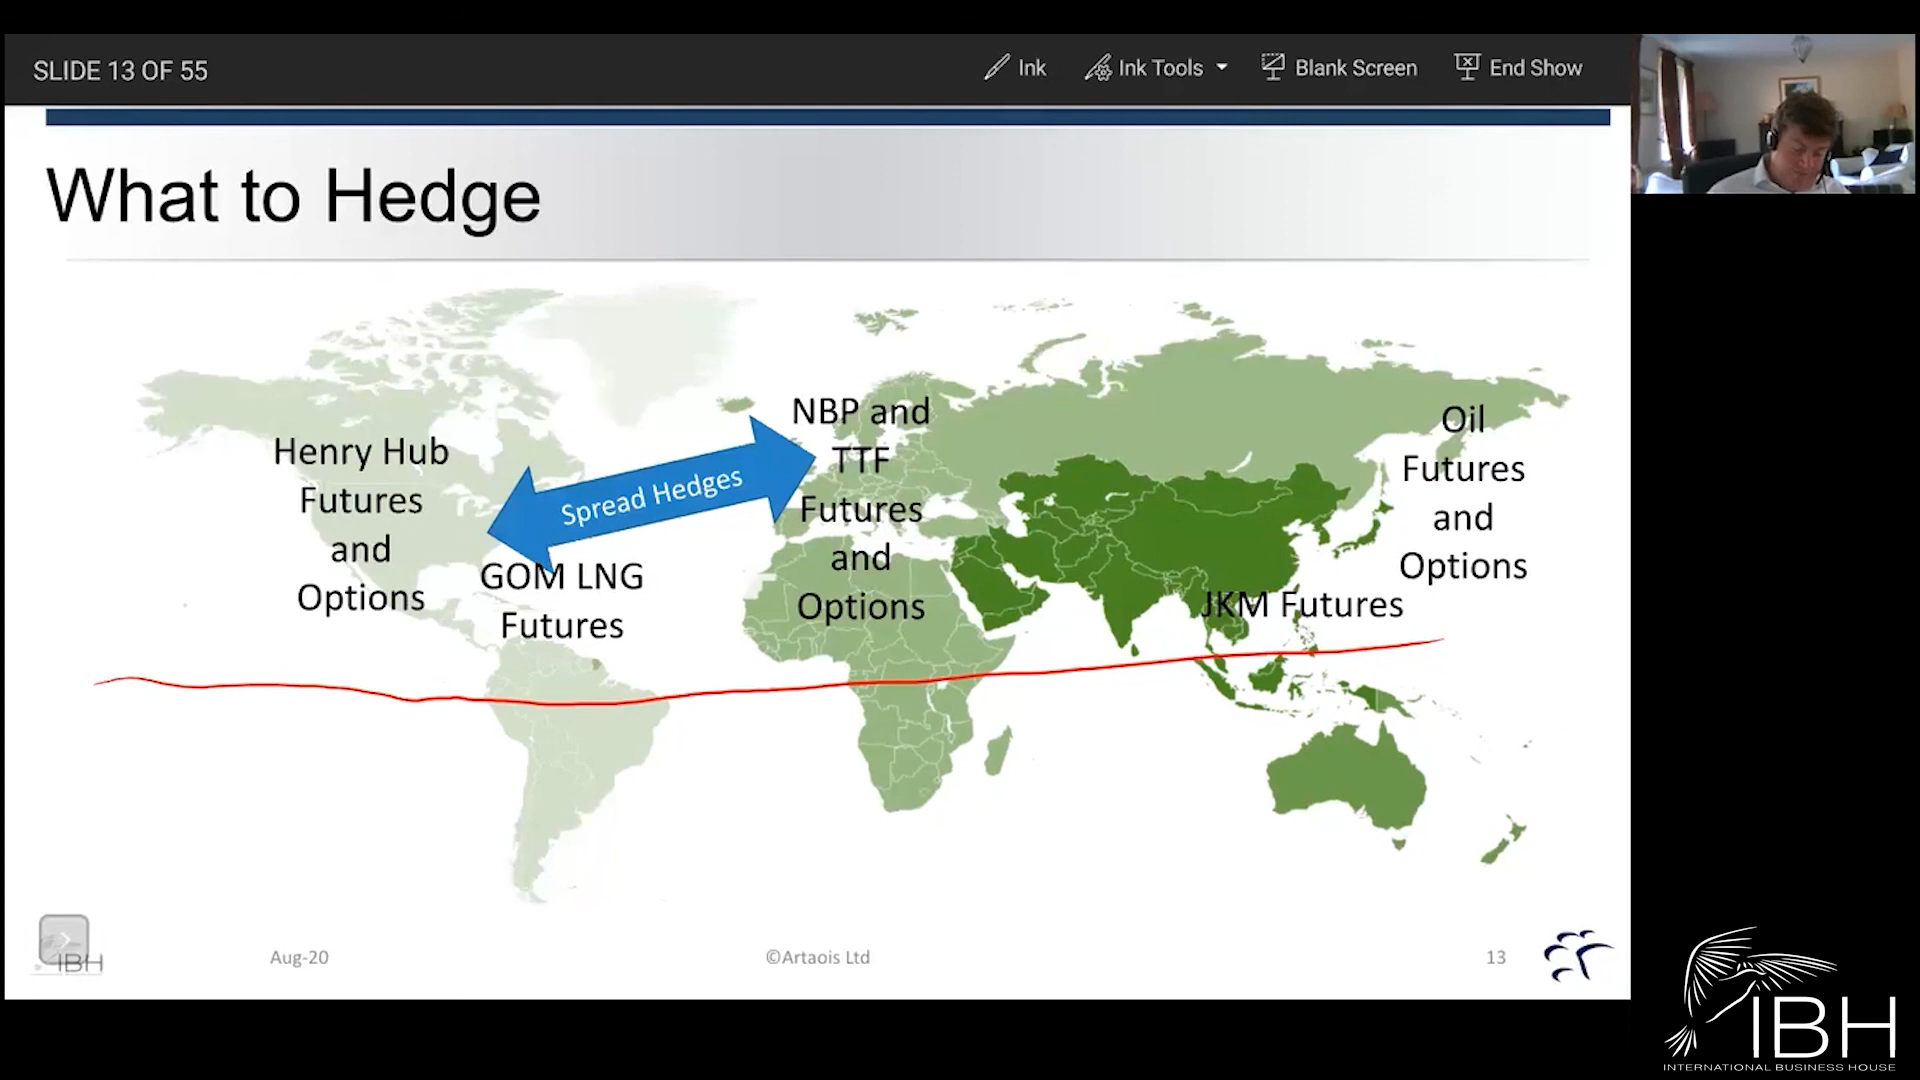 SLIDE 13 OF 55
Ink
Ink Tools
Blank Screen
End Show
What to Hedge
Henry Hub
Futures
and
Options
Spread Hedges
GOM LNG
Futures
NBP and
TTF
Futures
and
Options
Oil
Futures
and
Options
JKM Futures
IBH
Aug-20
©Artaois Ltd
13
IBH
INTERNATIONAL BUSINESS HOUSE